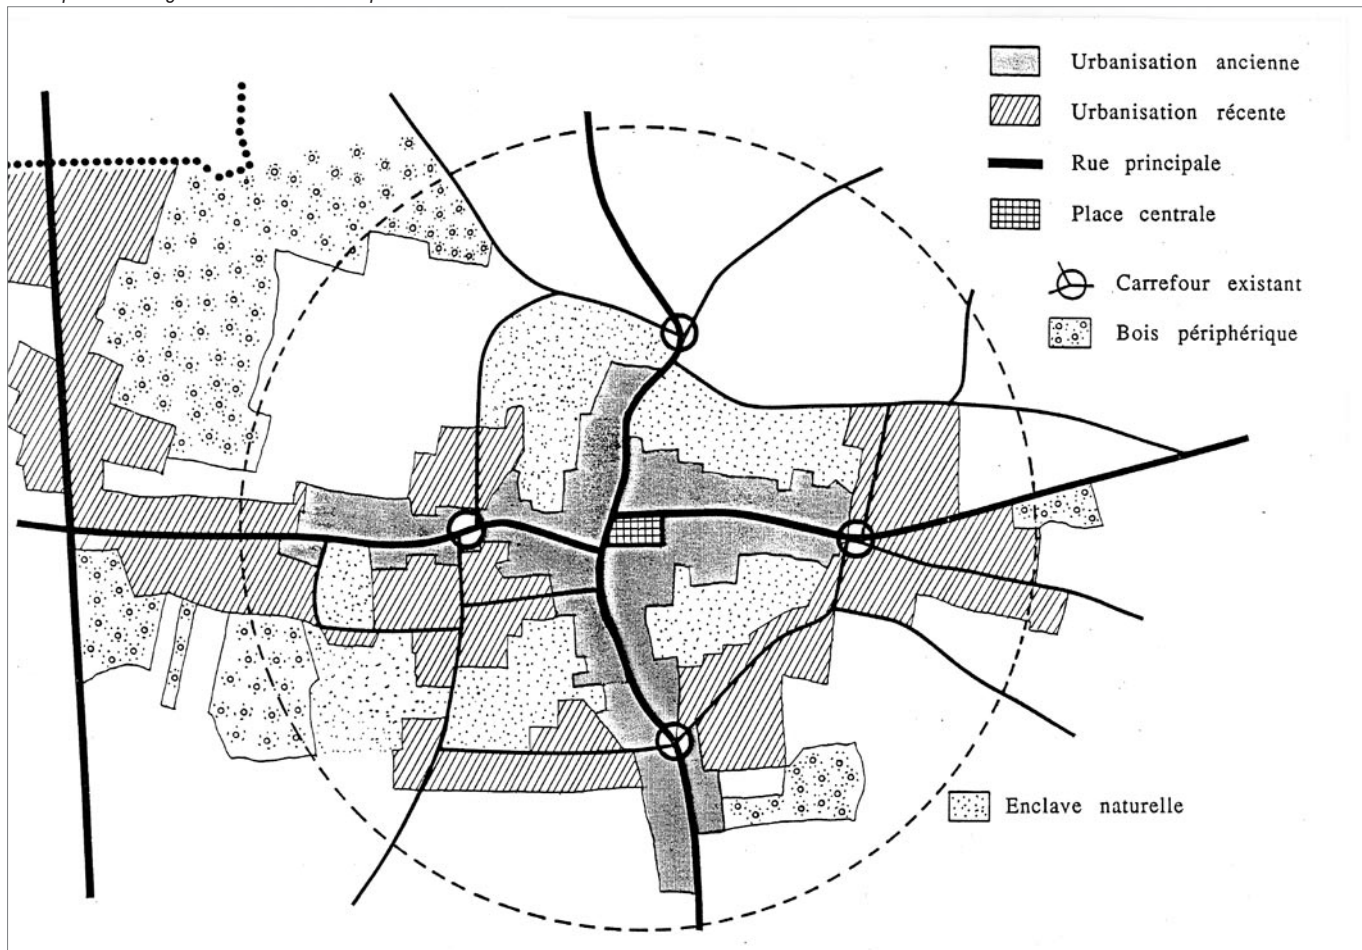 Urbanisation ancienne
Urbanisation récente
Rue principale
Place centrale
Carrefour existant
Bois périphérique
Enclave naturelle